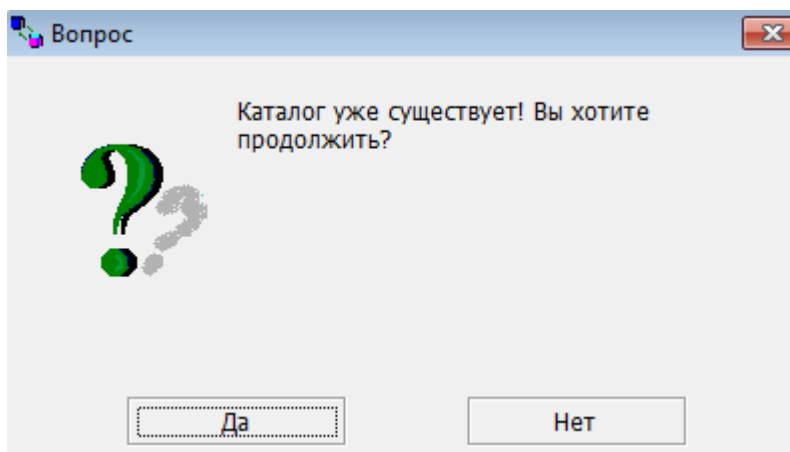 Вопрос
Каталог уже существует! Вы хотите
продолжить?
Да
Нет